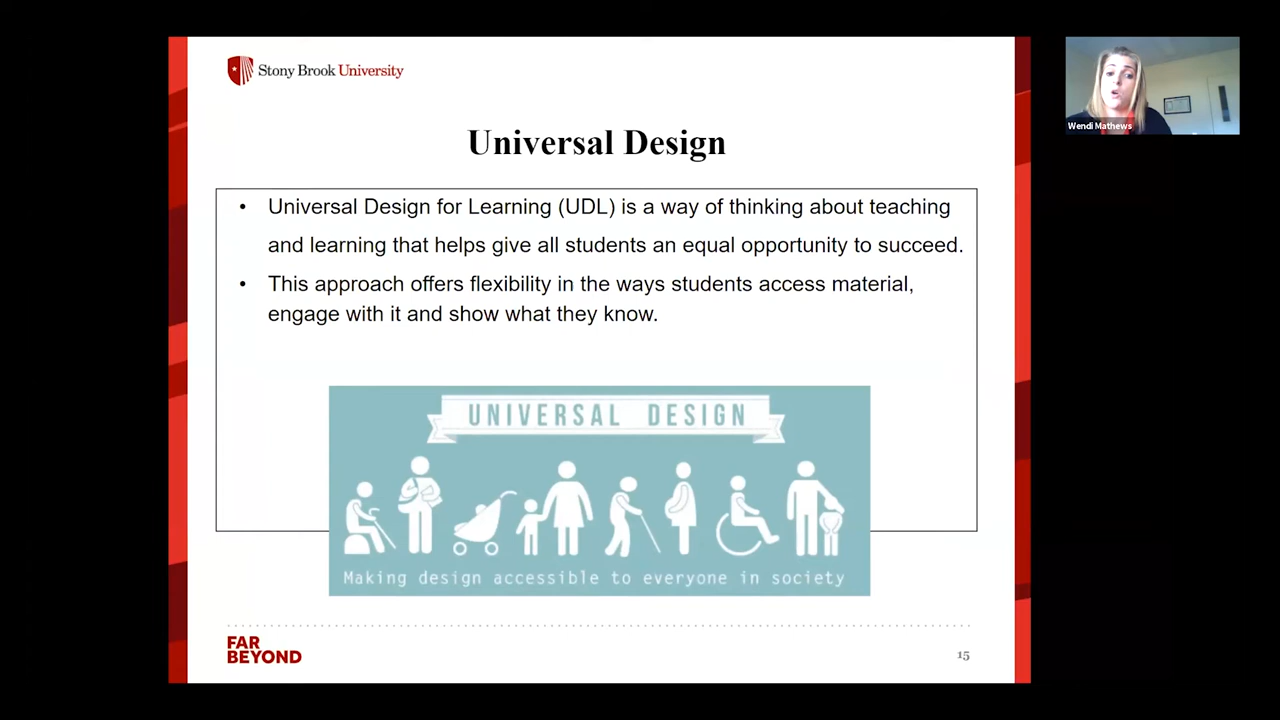 Stony Brook University
Wendi Mathews
Universal Design
• Universal Design for Learning (UDL) is a way of thinking about teaching
and learning that helps give all students an equal opportunity to succeed.
• This approach offers flexibility in the ways students access material,
engage with it and show what they know.
UNIVERSAL DESIGN
Making design accessible to everyone in society
FAR
BEYOND
15